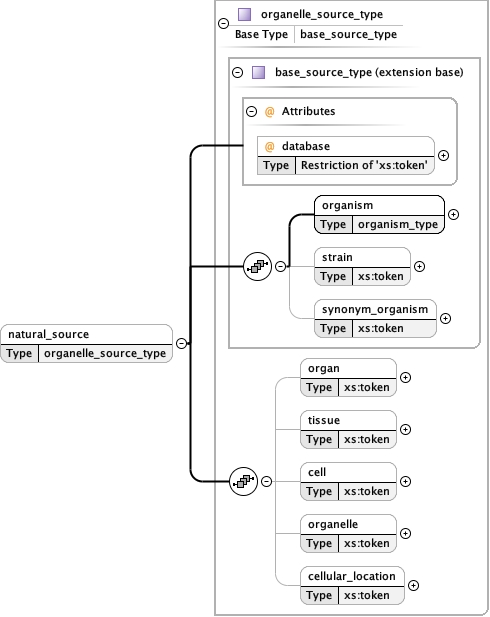 organelle_source_type
Base Type base_source_type
base_source_type (extension base)
@ Attributes
@ database
Type Restriction of 'xs:token'
organism
Type organism_type
strain
Type xs:token
synonym_organism
Type xs:token
natural_source
Type organelle_source_type
organ
Type xs:token
tissue
Type xs:token
cell
Type xs:token
organelle
Type xs:token
cellular_location
Type xs:token